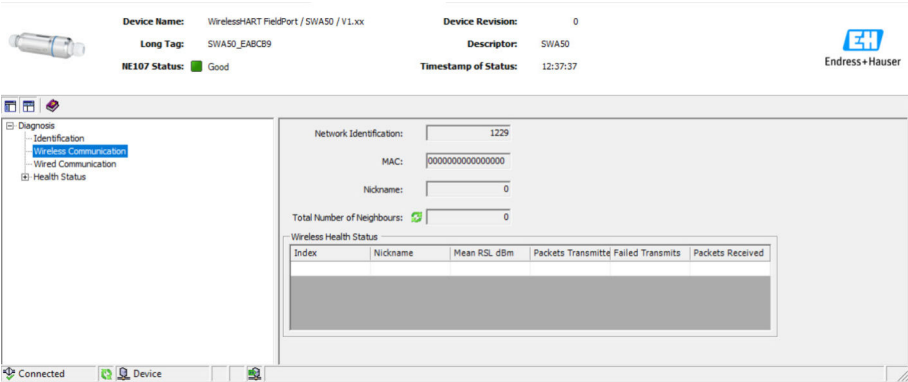 Device Name: WirelessHART FieldPort / SWA50 / V1.xx Device Revision: 0
Long Tag: SWA50_EABCB9 Descriptor: SWA50
NE107 Status: Good Timestamp of Status: 12:37:37
EH
Endress+Hauser
Diagnosis
Identification
Wireless Communication
Wired Communication
Health Status
Network Identification: 1229
MAC: 0000000000000000
Nickname: 0
Total Number of Neighbours: 0
Wireless Health Status
Index Nickname Mean RSL dBm Packets Transmitte Failed Transmits Packets Received
Connected Device